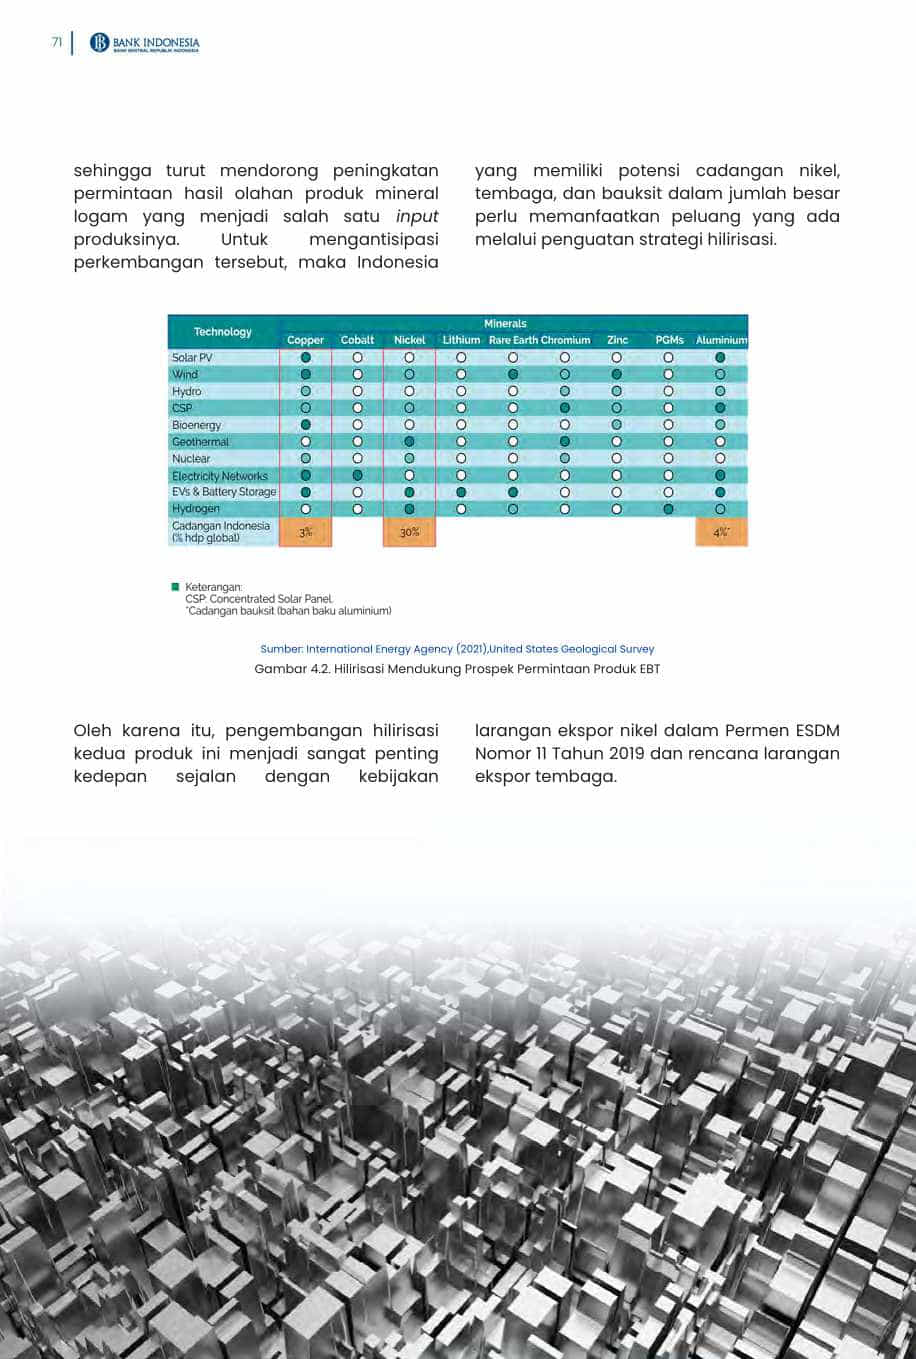 71
BANK INDONESIA
BANK SENTRAL REPUBLIK INDONESIA
sehingga turut mendorong peningkatan
permintaan hasil olahan produk mineral
logam yang menjadi salah satu input
produksinya. Untuk mengantisipasi
perkembangan tersebut, maka Indonesia
yang memiliki potensi cadangan nikel,
tembaga, dan bauksit dalam jumlah besar
perlu memanfaatkan peluang yang ada
melalui penguatan strategi hilirisasi.
Technology
Minerals
Copper Cobalt Nickel Lithium Rare Earth Chromium Zinc PGMs Aluminium
Solar PV
Wind
Hydro
CSP
Bioenergy
Geothermal
Nuclear
Electricity Networks
EVs & Battery Storage
Hydrogen
Cadangan Indonesia
(% hdp global)
3% 30% 4%*
Keterangan:
CSP: Concentrated Solar Panel.
*Cadangan bauksit (bahan baku aluminium)
Sumber: International Energy Agency (2021),United States Geological Survey
Gambar 4.2. Hilirisasi Mendukung Prospek Permintaan Produk EBT
Oleh karena itu, pengembangan hilirisasi
kedua produk ini menjadi sangat penting
kedepan sejalan dengan kebijakan
larangan ekspor nikel dalam Permen ESDM
Nomor 11 Tahun 2019 dan rencana larangan
ekspor tembaga.